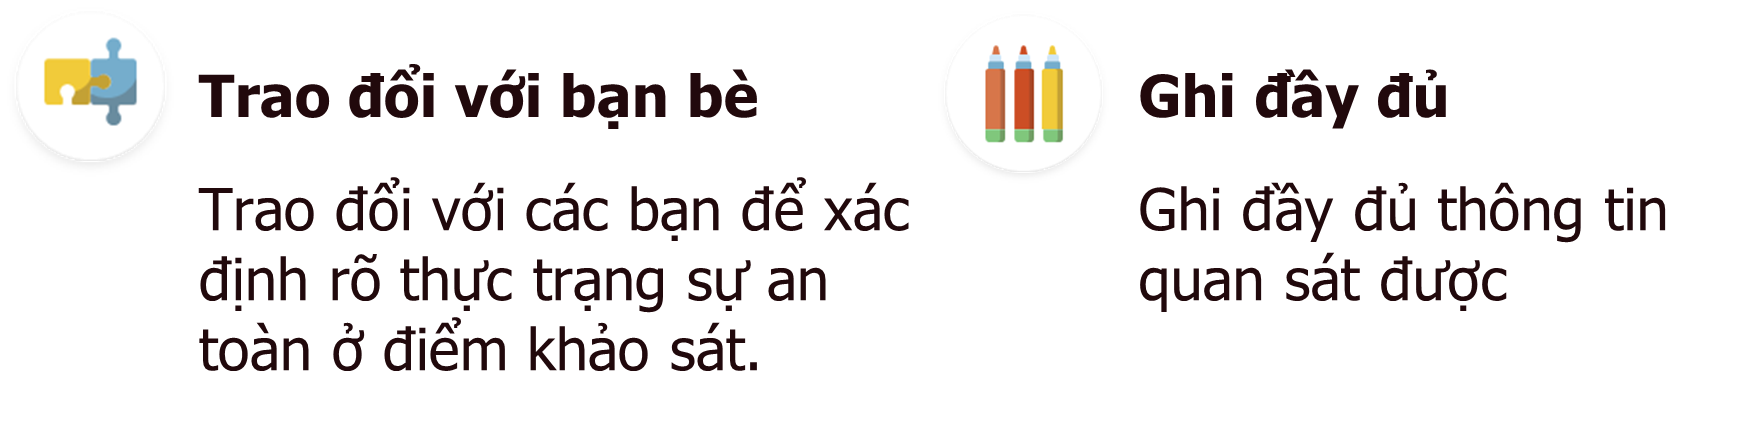 Trao đổi với bạn bè
Trao đổi với các bạn để xác
định rõ thực trạng sự an
toàn ở điểm khảo sát.
Ghi đầy đủ
Ghi đầy đủ thông tin
quan sát được